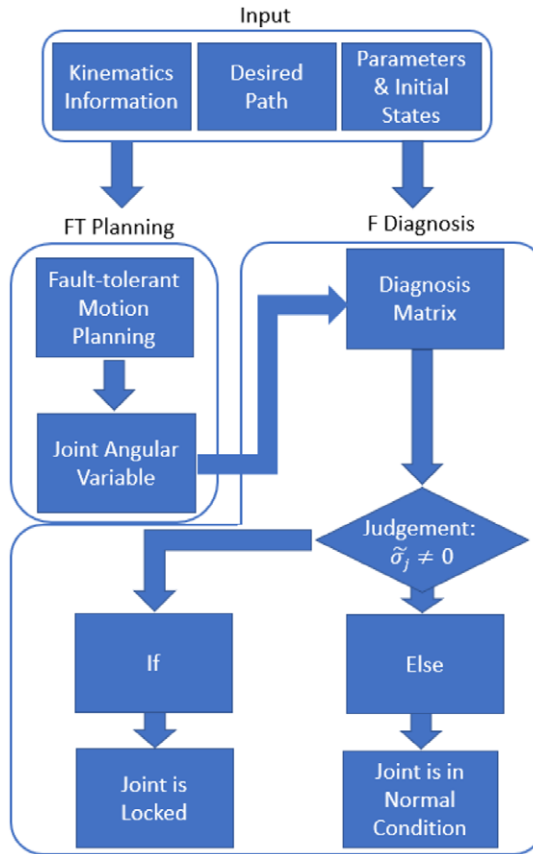 Input
Kinematics
Information
Desired
Path
Parameters
& Initial
States
FT Planning
F Diagnosis
Fault-tolerant
Motion
Planning
Diagnosis
Matrix
Joint Angular
Variable
Judgement:
σ̃ⱼ ≠ 0
If
Else
Joint is
Locked
Joint is in
Normal
Condition